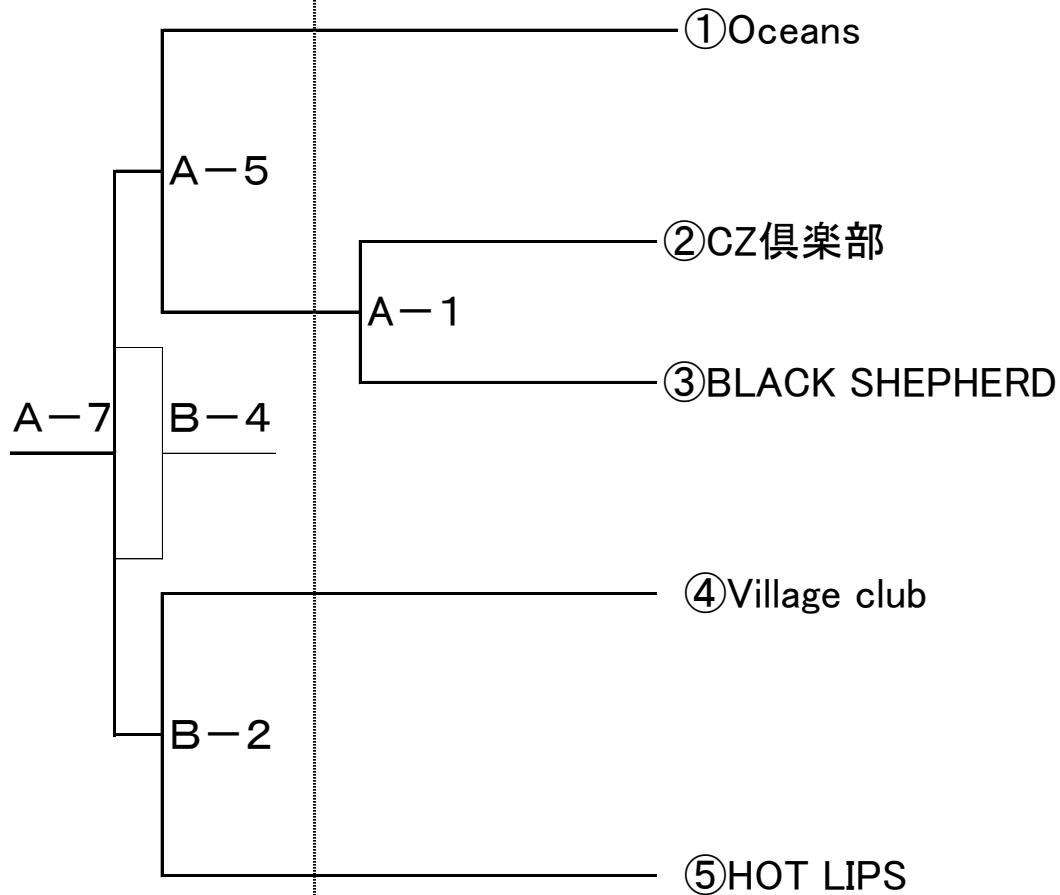 ①Oceans
A－5
②CZ倶楽部
A－1
③BLACK SHEPHERD
A－7
B－4
④Village club
B－2
⑤HOT LIPS